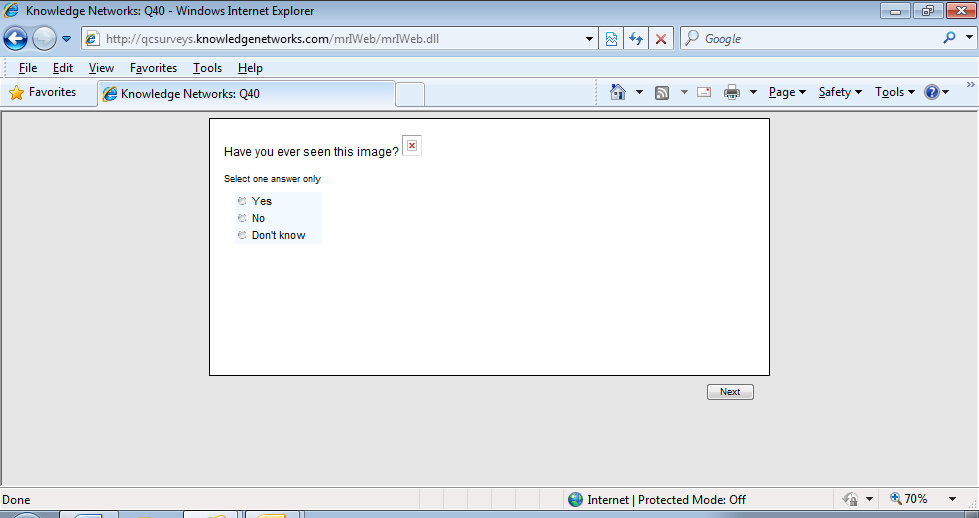 Knowledge Networks: Q40 - Windows Internet Explorer
http://qcsurveys.knowledgenetworks.com/mrIWeb/mrIWeb.dll
Google
File Edit View Favorites Tools Help
Favorites Knowledge Networks: Q40 Page Safety Tools »
Have you ever seen this image?
Select one answer only
Yes
No
Don't know
Next
Done Internet | Protected Mode: Off 70%